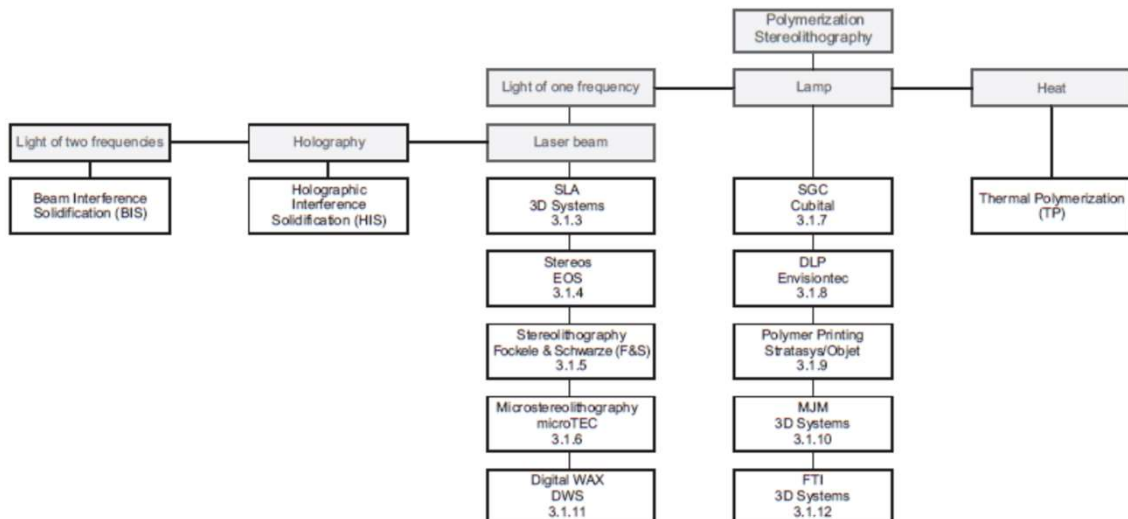 Polymerization
Stereolithography
Light of one frequency
Lamp
Heat
Light of two frequencies
Holography
Laser beam
Beam Interference
Solidification (BIS)
Holographic
Interference
Solidification (HIS)
SLA
3D Systems
3.1.3
SGC
Cubital
3.1.7
Thermal Polymerization
(TP)
Stereos
EOS
3.1.4
DLP
Envisiontec
3.1.8
Stereolithography
Fockele & Schwarze (F&S)
3.1.5
Polymer Printing
Stratasys/Objet
3.1.9
Microstereolithography
microTEC
3.1.6
MJM
3D Systems
3.1.10
Digital WAX
DWS
3.1.11
FTI
3D Systems
3.1.12